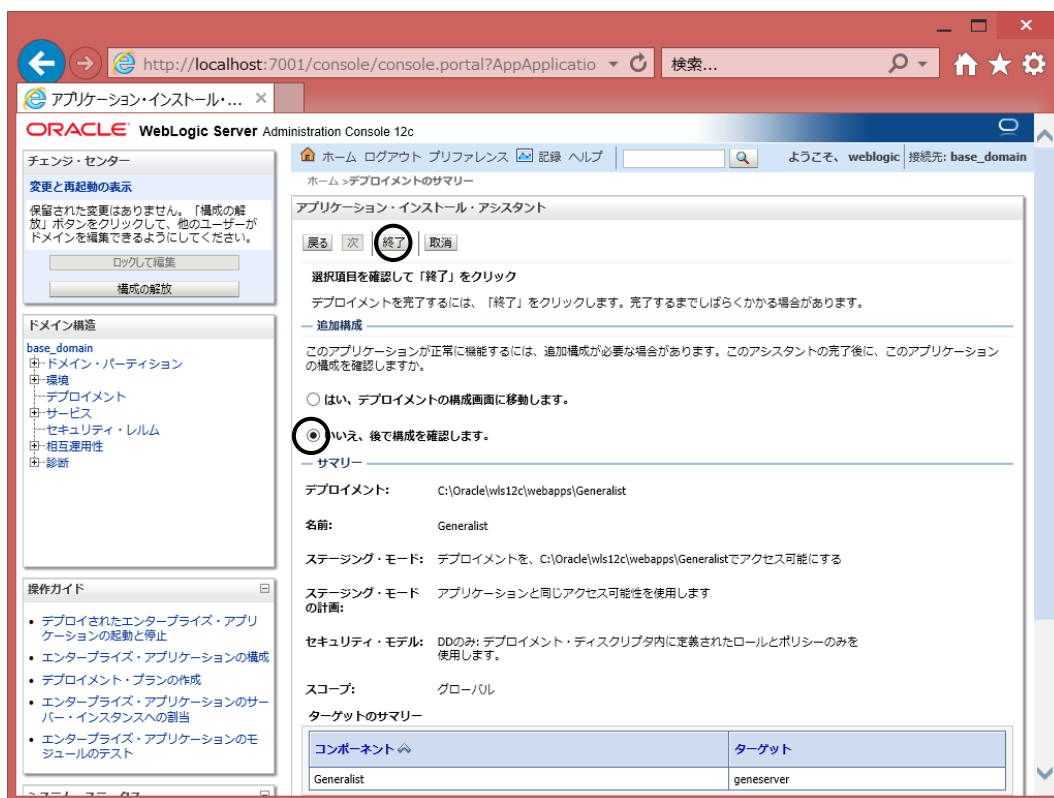 http://localhost:7001/console/console.portal?AppApplicatio
検索...
アプリケーション・インストール・...
ORACLE WebLogic Server Administration Console 12c
チェンジ・センター
変更と再起動の表示
保留された変更はありません。「構成の解
放」ボタンをクリックして、他のユーザーが
ドメインを編集できるようにしてください。
ロックして編集
構成の解放
ドメイン構造
base_domain
ドメイン・パーティション
環境
デプロイメント
サービス
セキュリティ・レルム
相互運用性
診断
操作ガイド
デプロイされたエンタープライズ・アプリ
ケーションの起動と停止
エンタープライズ・アプリケーションの構成
デプロイメント・プランの作成
エンタープライズ・アプリケーションのサー
バー・インスタンスへの割当
エンタープライズ・アプリケーションのモ
ジュールのテスト
ホーム ログアウト プリファレンス 記録 ヘルプ
ようこそ、 weblogic 接続先: base_domain
ホーム >デプロイメントのサマリー
アプリケーション・インストール・アシスタント
戻る 次 終了 取消
選択項目を確認して「終了」をクリック
デプロイメントを完了するには、「終了」をクリックします。完了するまでしばらくかかる場合があります。
追加構成
このアプリケーションが正常に機能するには、追加構成が必要な場合があります。このアシスタントの完了後に、このアプリケーション
の構成を確認しますか。
はい、デプロイメントの構成画面に移動します。
いいえ、後で構成を確認します。
サマリー
デプロイメント: C:\Oracle\wls12c\webapps\Generalist
名前: Generalist
ステージング・モード: デプロイメントを、C:\Oracle\wls12c\webapps\Generalistでアクセス可能にする
ステージング・モード アプリケーションと同じアクセス可能性を使用します
の計画:
セキュリティ・モデル: DDのみ: デプロイメント・ディスクリプタ内に定義されたロールとポリシーのみを
使用します。
スコープ: グローバル
ターゲットのサマリー
コンポーネント ターゲット
Generalist geneserver